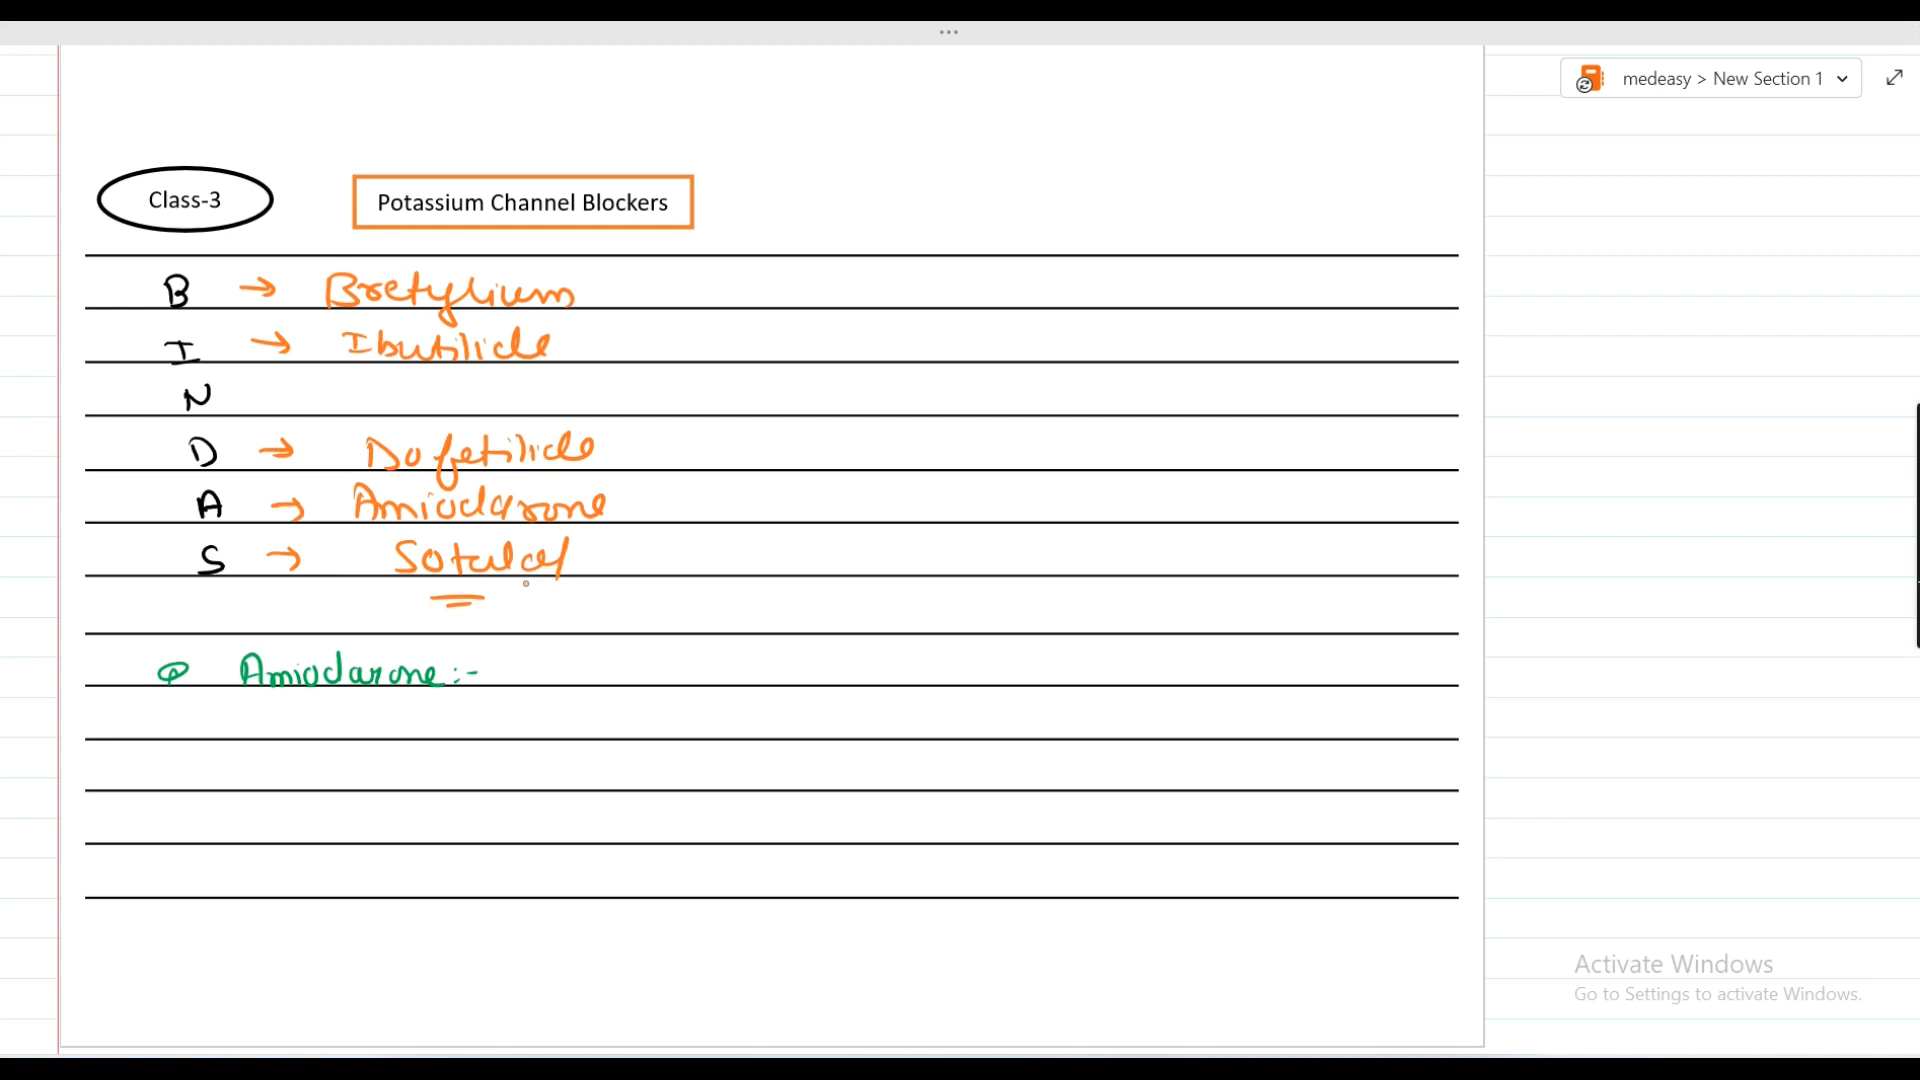 ...
medeasy > New Section 1
Class-3 Potassium Channel Blockers
B → Bretylium
I → Ibutilide
N
D → Dofetilide
A → Amiodarone
S → Sotalol
Amiodarone:-
Activate Windows
Go to Settings to activate Windows.